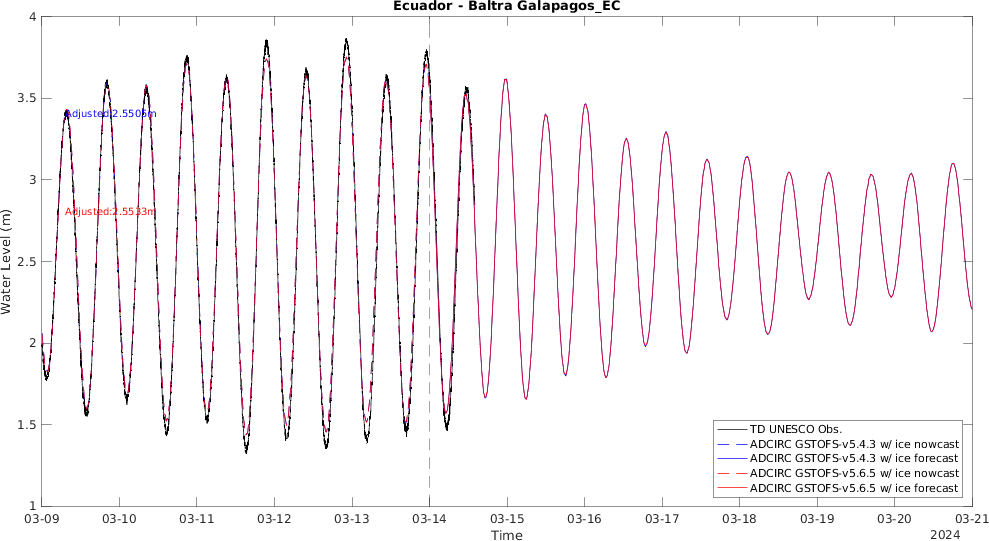 Ecuador - Baltra Galapagos_EC
4
3.5
3
2.5
2
1.5
1
Water Level (m)
Adjusted:2.5505m
Adjusted:2.5533m
TD UNESCO Obs.
ADCIRC GSTOFS-v5.4.3 w/ ice nowcast
ADCIRC GSTOFS-v5.4.3 w/ ice forecast
ADCIRC GSTOFS-v5.6.5 w/ ice nowcast
ADCIRC GSTOFS-v5.6.5 w/ ice forecast
03-09 03-10 03-11 03-12 03-13 03-14 03-15 03-16 03-17 03-18 03-19 03-20 03-21
Time
2024